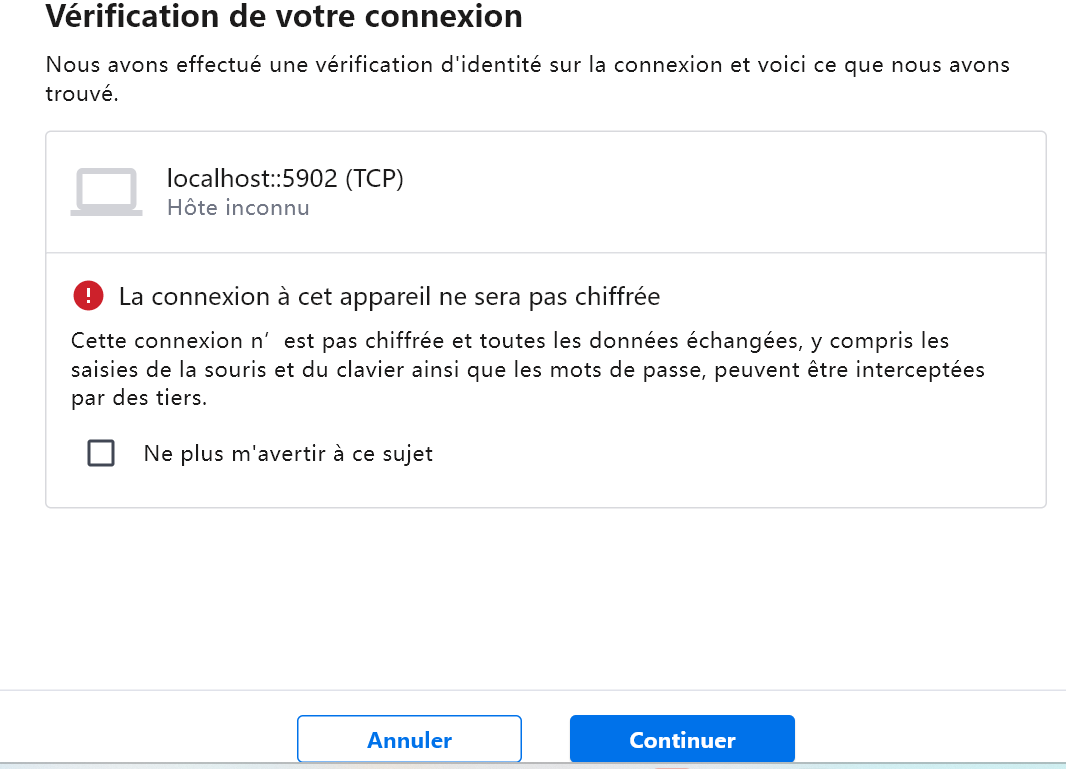 Vérification de votre connexion
Nous avons effectué une vérification d'identité sur la connexion et voici ce que nous avons
trouvé.
localhost::5902 (TCP)
Hôte inconnu
! La connexion à cet appareil ne sera pas chiffrée
Cette connexion n’ est pas chiffrée et toutes les données échangées, y compris les
saisies de la souris et du clavier ainsi que les mots de passe, peuvent être interceptées
par des tiers.
Ne plus m'avertir à ce sujet
Annuler
Continuer